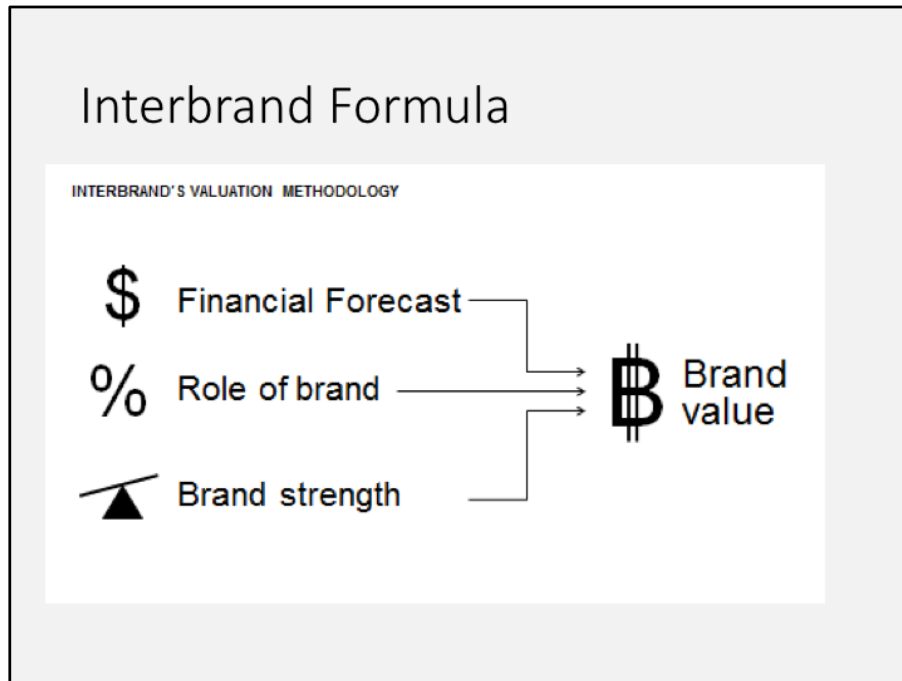 Interbrand Formula
INTERBRAND'S VALUATION METHODOLOGY
$ Financial Forecast
% Role of brand
Brand strength
Brand
value